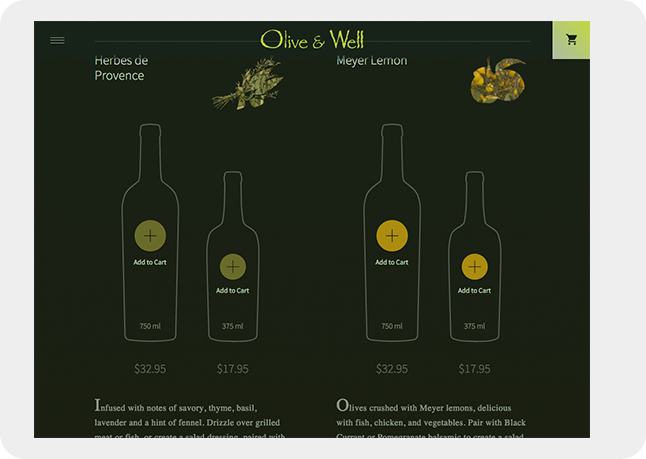 Olive & Well
Herbes de
Provence
Meyer Lemon
Add to Cart
Add to Cart
750 ml
375 ml
$32.95
$17.95
Add to Cart
Add to Cart
750 ml
375 ml
$32.95
$17.95
Infused with notes of savory, thyme, basil,
lavender and a hint of fennel. Drizzle over grilled
meat or fish, or create a salad dressing, paired with
Olives crushed with Meyer lemons, delicious
with fish, chicken, and vegetables. Pair with Black
Currant or Pomegranate balsamic to create a salad